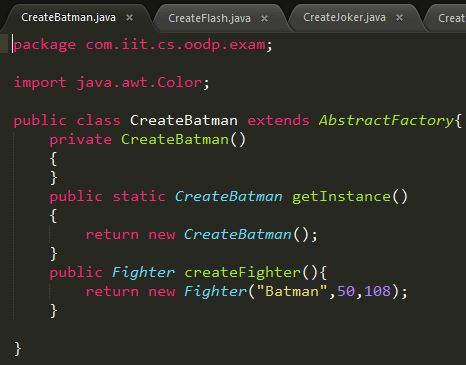 CreateBatman.java × CreateFlash.java × CreateJoker.java × Creat
package com.iit.cs.oodp.exam;
import java.awt.Color;
public class CreateBatman extends AbstractFactory{
    private CreateBatman()
    {
    }
    public static CreateBatman getInstance()
    {
        return new CreateBatman();
    }
    public Fighter createFighter(){
        return new Fighter("Batman",50,108);
    }
}